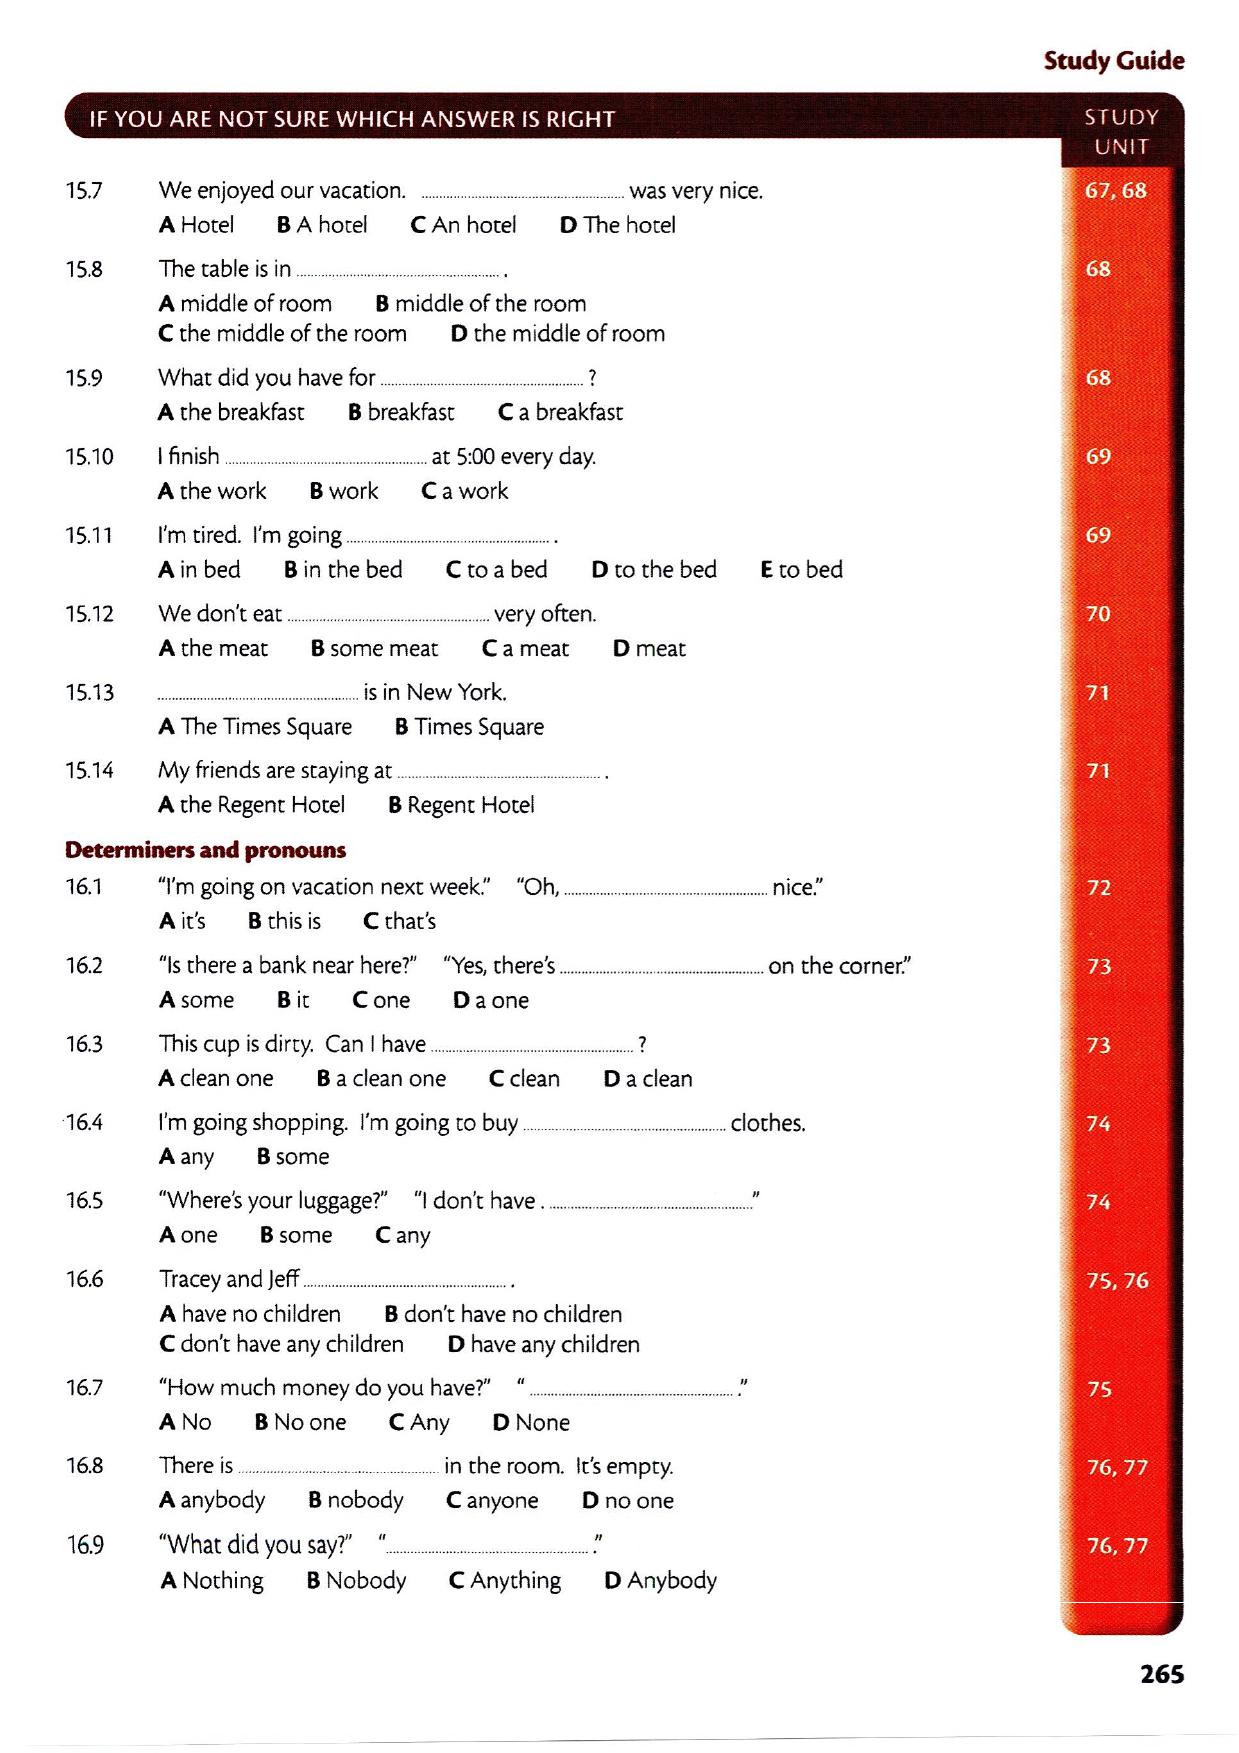 Study Guide
IF YOU ARE NOT SURE WHICH ANSWER IS RIGHT
STUDY UNIT
15.7 We enjoyed our vacation. ................ was very nice. 67, 68
A Hotel B A hotel C An hotel D The hotel
15.8 The table is in ................ . 68
A middle of room B middle of the room
C the middle of the room D the middle of room
15.9 What did you have for ................ ? 68
A the breakfast B breakfast C a breakfast
15.10 I finish ................ at 5:00 every day. 69
A the work B work C a work
15.11 I'm tired. I'm going ................ . 69
A in bed B in the bed C to a bed D to the bed E to bed
15.12 We don't eat ................ very often. 70
A the meat B some meat C a meat D meat
15.13 ................ is in New York. 71
A The Times Square B Times Square
15.14 My friends are staying at ................ . 71
A the Regent Hotel B Regent Hotel
Determiners and pronouns
16.1 "I'm going on vacation next week." "Oh, ................ nice." 72
A it's B this is C that's
16.2 "Is there a bank near here?" "Yes, there's ................ on the corner." 73
A some B it C one D a one
16.3 This cup is dirty. Can I have ................ ? 73
A clean one B a clean one C clean D a clean
16.4 I'm going shopping. I'm going to buy ................ clothes. 74
A any B some
16.5 "Where's your luggage?" "I don't have . ................" 74
A one B some C any
16.6 Tracey and Jeff ................ . 75, 76
A have no children B don't have no children
C don't have any children D have any children
16.7 "How much money do you have?" " ................ ." 75
A No B No one C Any D None
16.8 There is ................ in the room. It's empty. 76, 77
A anybody B nobody C anyone D no one
16.9 "What did you say?" "................ ." 76, 77
A Nothing B Nobody C Anything D Anybody
265